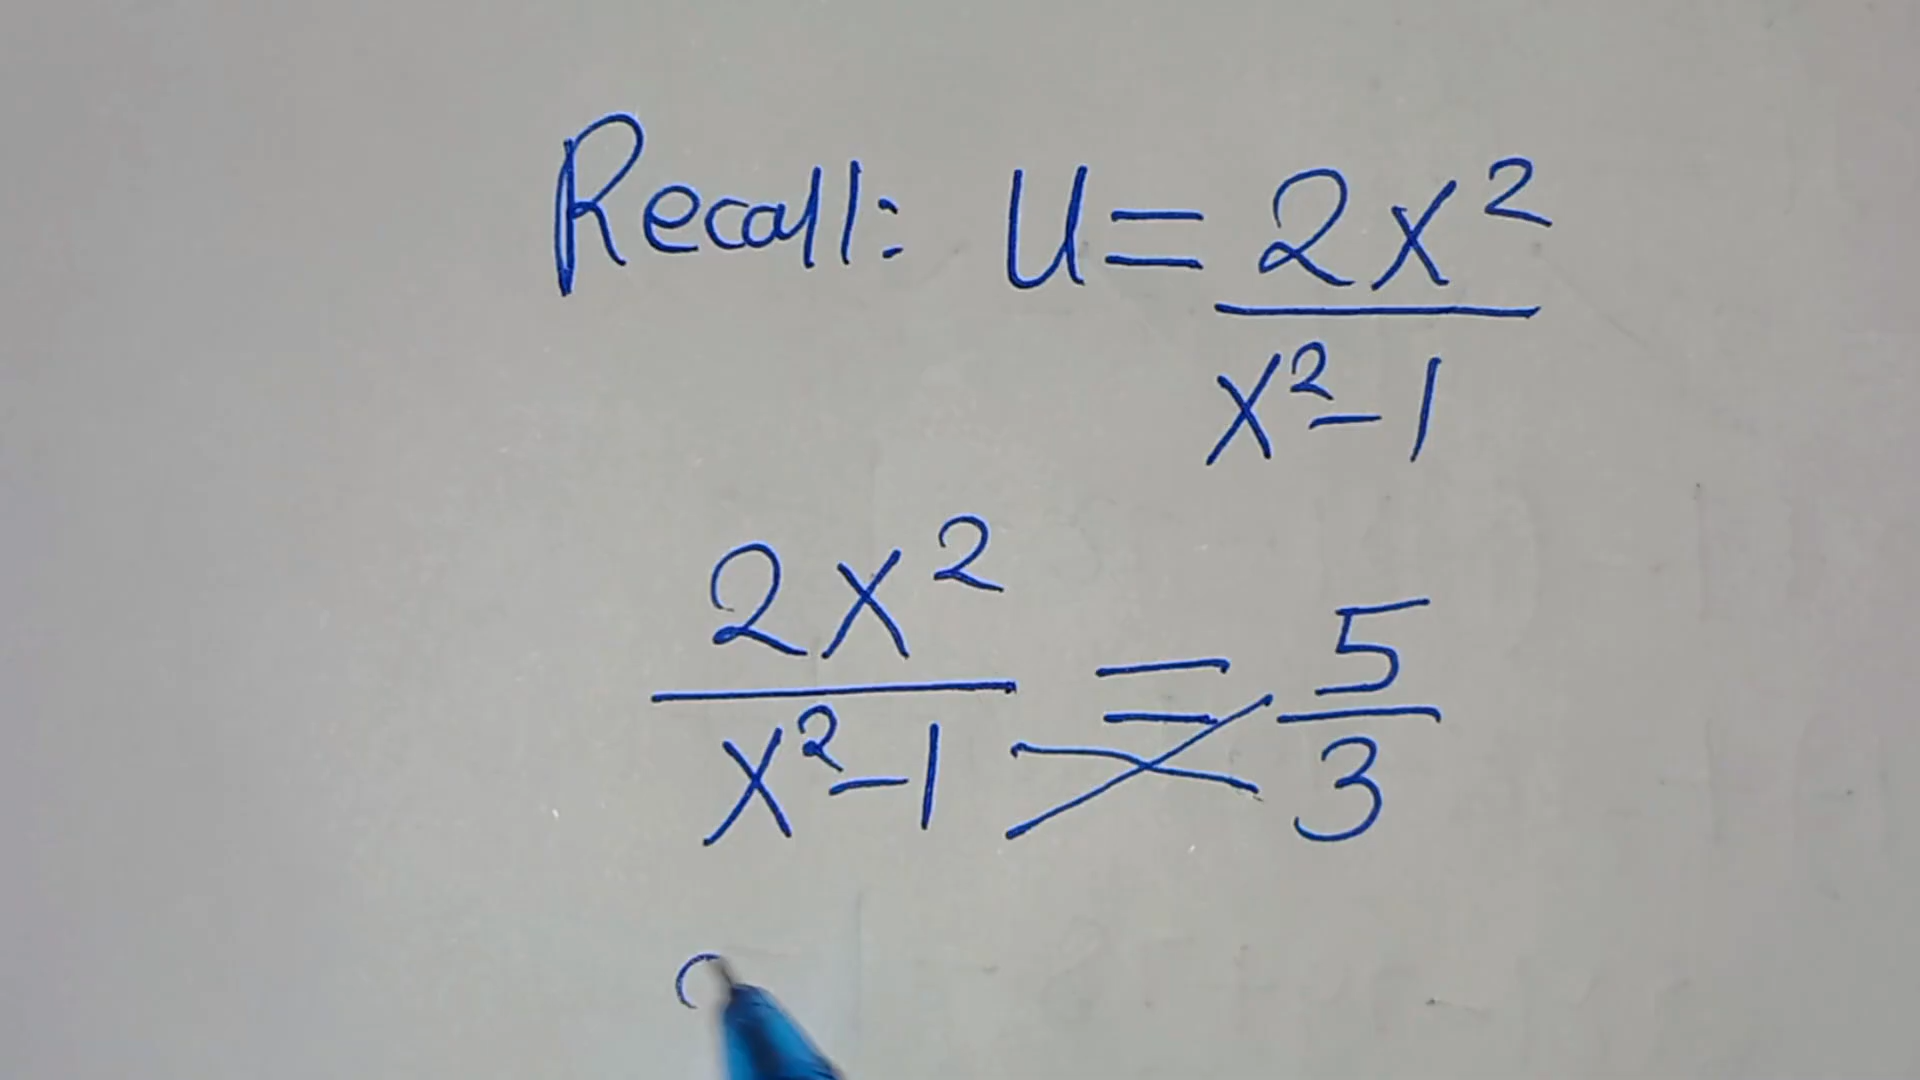 Recall: U = 2x²/(x²-1)
2x²/(x²-1) = 5/3